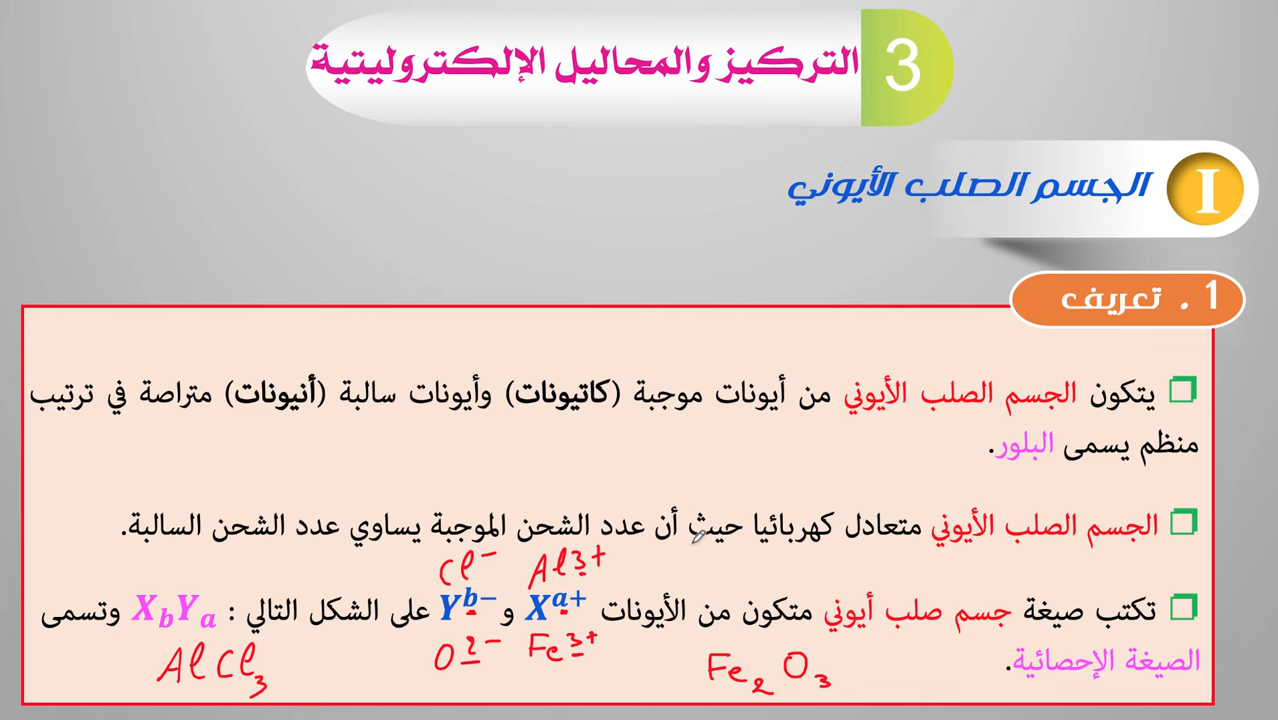 3 التركيز والمحاليل الإلكتروليتية
I الجسم الصلب الأيوني
1 . تعريف
❐ يتكون الجسم الصلب الأيوني من أيونات موجبة (كاتيونات) وأيونات سالبة (أنيونات) متراصة في ترتيب
منظم يسمى البلور.
❐ الجسم الصلب الأيوني متعادل كهربائيا حيث أن عدد الشحن الموجبة يساوي عدد الشحن السالبة.
Cl⁻ Al³⁺
❐ تكتب صيغة جسم صلب أيوني متكون من الأيونات Xᵃ⁺ و Yᵇ⁻ على الشكل التالي : X_bY_a وتسمى
O²⁻ Fe³⁺
الصيغة الإحصائية.
AlCl₃ Fe₂O₃